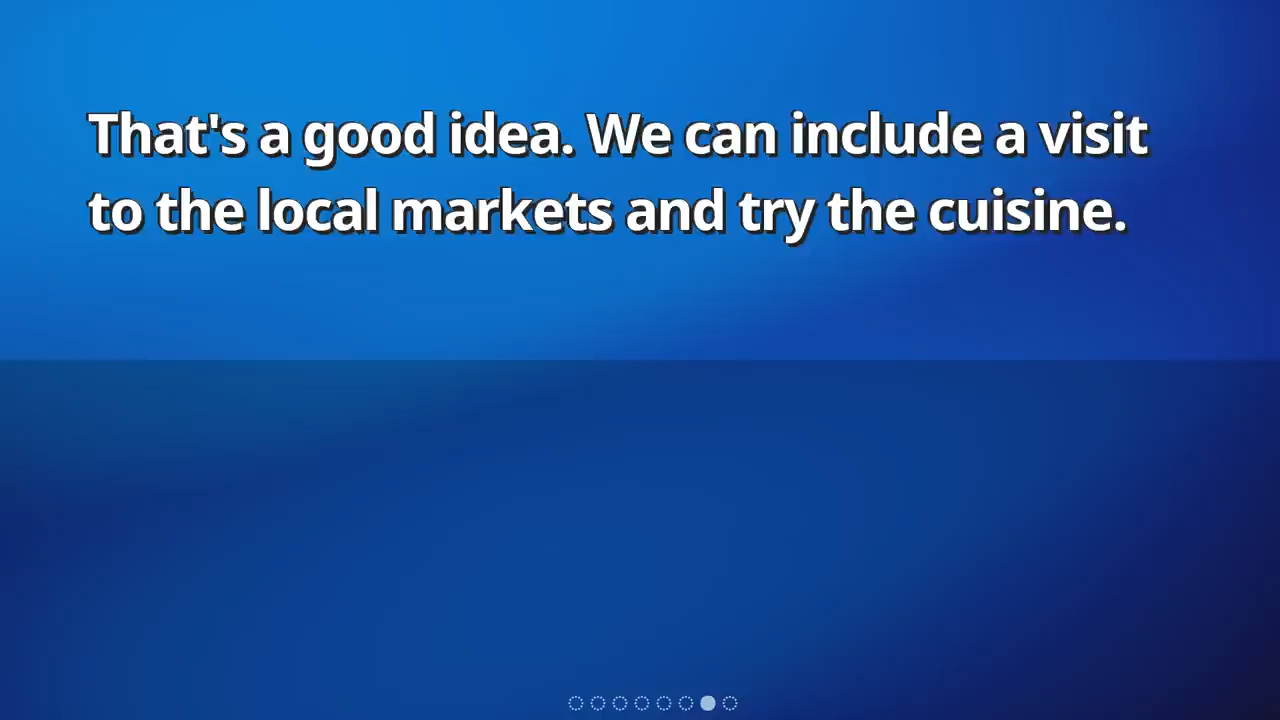 That's a good idea. We can include a visit
to the local markets and try the cuisine.